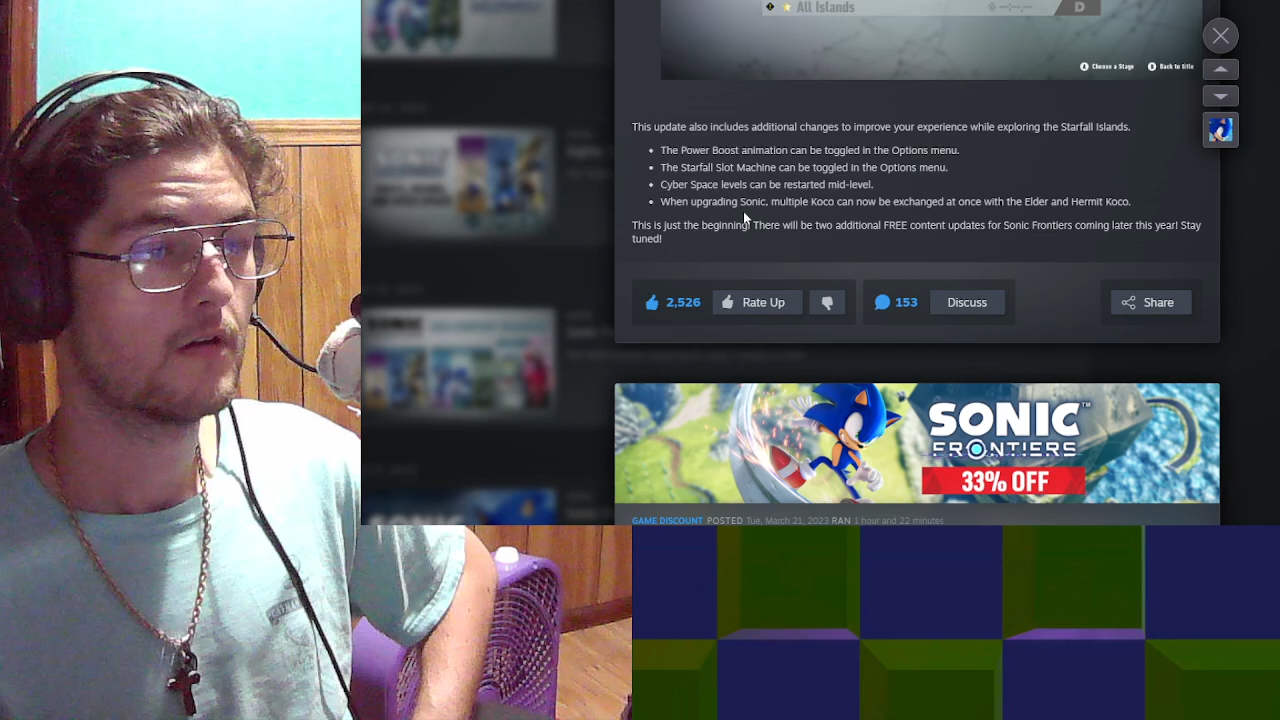 All Islands
D
Choose a Stage
Back to title
This update also includes additional changes to improve your experience while exploring the Starfall Islands.
The Power Boost animation can be toggled in the Options menu.
The Starfall Slot Machine can be toggled in the Options menu.
Cyber Space levels can be restarted mid-level.
When upgrading Sonic, multiple Koco can now be exchanged at once with the Elder and Hermit Koco.
This is just the beginning! There will be two additional FREE content updates for Sonic Frontiers coming later this year! Stay
tuned!
2,526
Rate Up
153
Discuss
Share
SONIC™
FRONTIERS
33% OFF
GAME DISCOUNT POSTED Tue, March 21, 2023 RAN 1 hour and 22 minutes